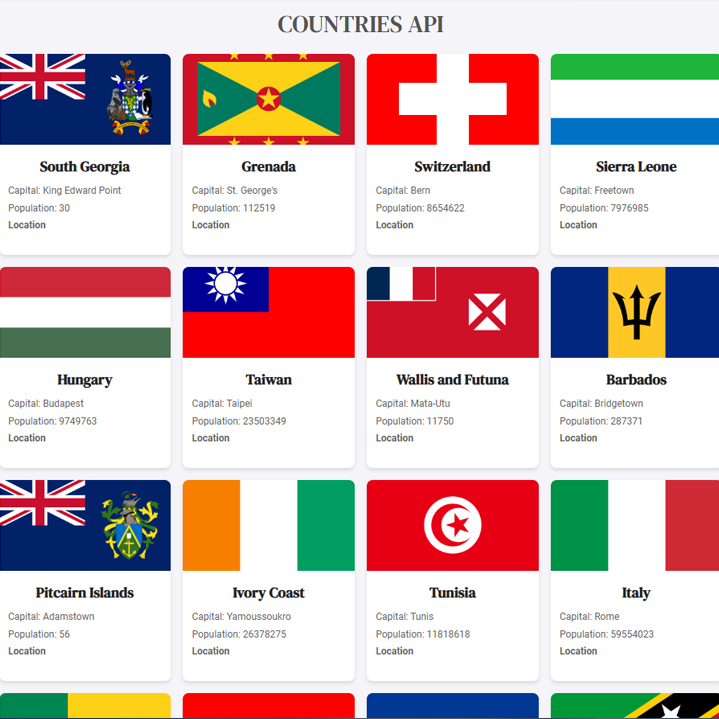 COUNTRIES API
South Georgia
Capital: King Edward Point
Population: 30
Location
Grenada
Capital: St. George's
Population: 112519
Location
Switzerland
Capital: Bern
Population: 8654622
Location
Sierra Leone
Capital: Freetown
Population: 7976985
Location
Hungary
Capital: Budapest
Population: 9749763
Location
Taiwan
Capital: Taipei
Population: 23503349
Location
Wallis and Futuna
Capital: Mata-Utu
Population: 11750
Location
Barbados
Capital: Bridgetown
Population: 287371
Location
Pitcairn Islands
Capital: Adamstown
Population: 56
Location
Ivory Coast
Capital: Yamoussoukro
Population: 26378275
Location
Tunisia
Capital: Tunis
Population: 11818618
Location
Italy
Capital: Rome
Population: 59554023
Location